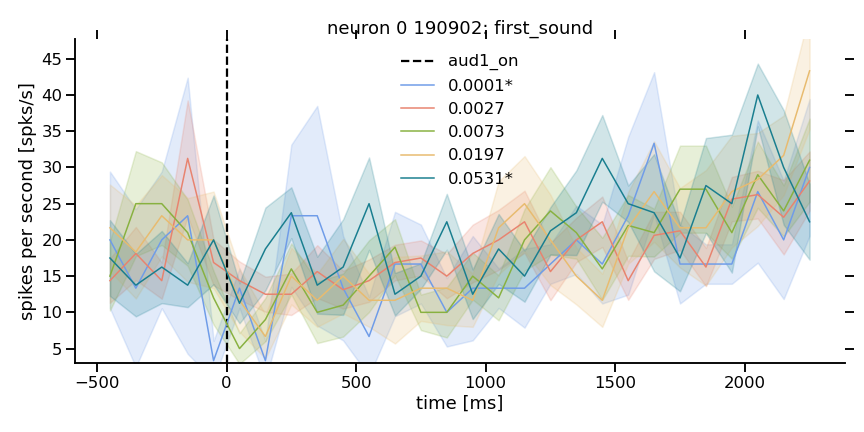 neuron 0 190902: first_sound
spikes per second [spks/s]
45
40
35
30
25
20
15
10
5
aud1_on
0.0001*
0.0027
0.0073
0.0197
0.0531*
−500 0 500 1000 1500 2000
time [ms]